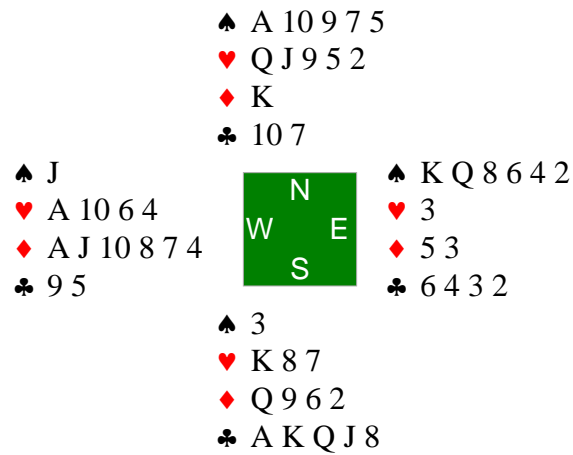 ♠ A 10 9 7 5
♥ Q J 9 5 2
♦ K
♣ 10 7
♠ J
♥ A 10 6 4
♦ A J 10 8 7 4
♣ 9 5
N
W E
S
♠ K Q 8 6 4 2
♥ 3
♦ 5 3
♣ 6 4 3 2
♠ 3
♥ K 8 7
♦ Q 9 6 2
♣ A K Q J 8